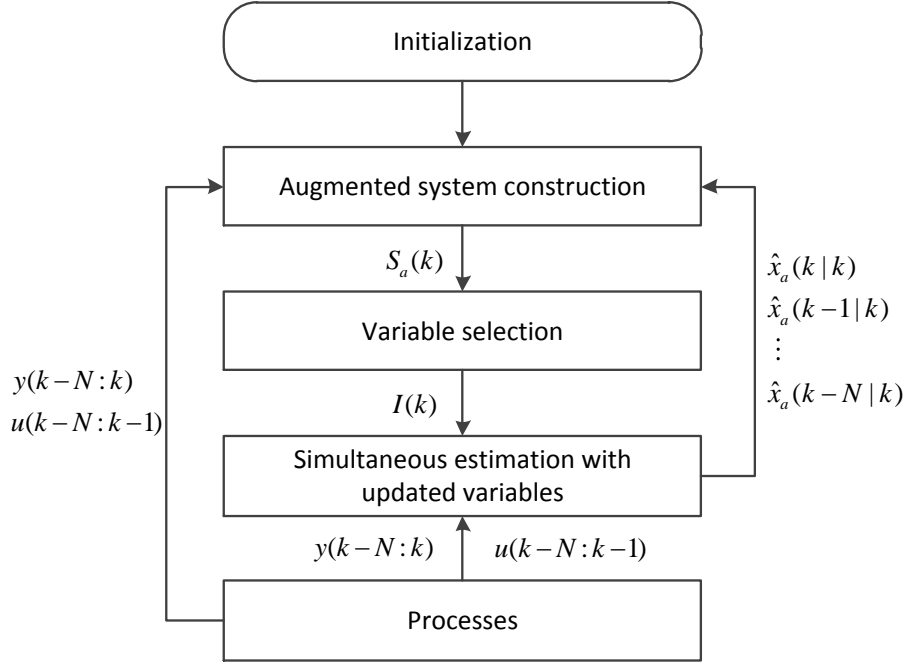 Initialization
Augmented system construction
S_a(k)
x̂_a(k|k)
x̂_a(k−1|k)
⋮
x̂_a(k−N|k)
Variable selection
y(k−N:k)
u(k−N:k−1)
I(k)
Simultaneous estimation with
updated variables
y(k−N:k) u(k−N:k−1)
Processes